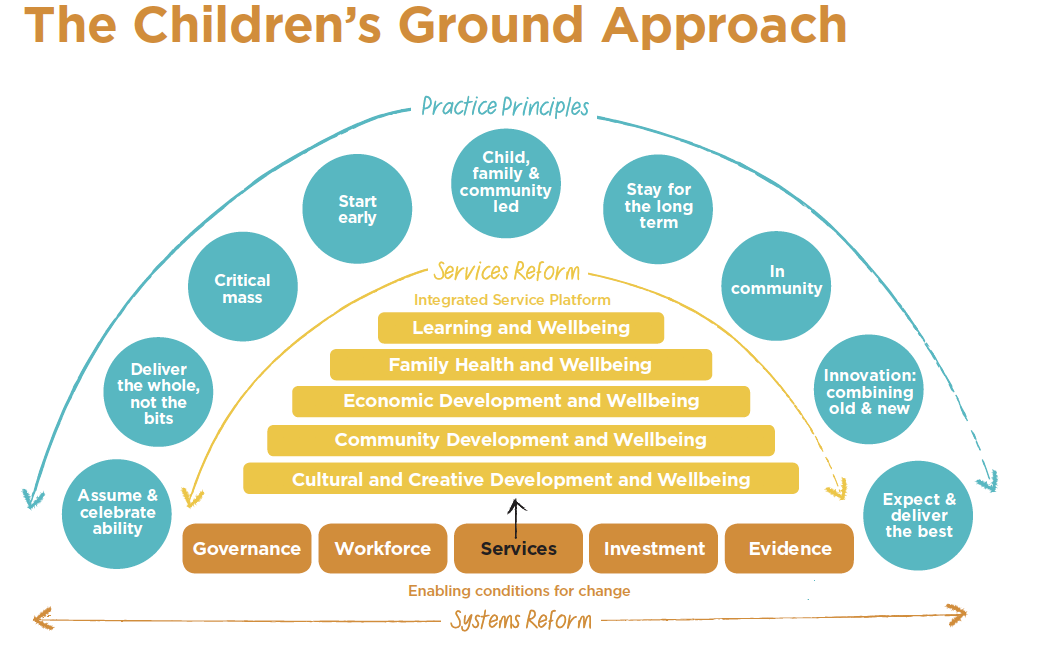 The Children’s Ground Approach
Practice Principles
Child,
family &
community
led
Start
early
Stay for
the long
term
Critical
mass
In
community
Deliver
the whole,
not the
bits
Innovation:
combining
old & new
Assume &
celebrate
ability
Expect &
deliver
the best
Services Reform
Integrated Service Platform
Learning and Wellbeing
Family Health and Wellbeing
Economic Development and Wellbeing
Community Development and Wellbeing
Cultural and Creative Development and Wellbeing
Governance
Workforce
Services
Investment
Evidence
Enabling conditions for change
Systems Reform